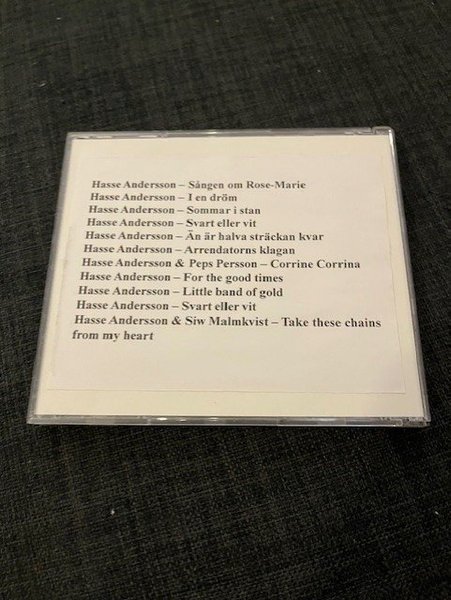 Hasse Andersson – Sången om Rose-Marie
Hasse Andersson – I en dröm
Hasse Andersson – Sommar i stan
Hasse Andersson – Svart eller vit
Hasse Andersson – Än är halva sträckan kvar
Hasse Andersson – Arrendatorns klagan
Hasse Andersson & Peps Persson – Corrine Corrina
Hasse Andersson – For the good times
Hasse Andersson – Little band of gold
Hasse Andersson – Svart eller vit
Hasse Andersson & Siw Malmkvist – Take these chains
from my heart